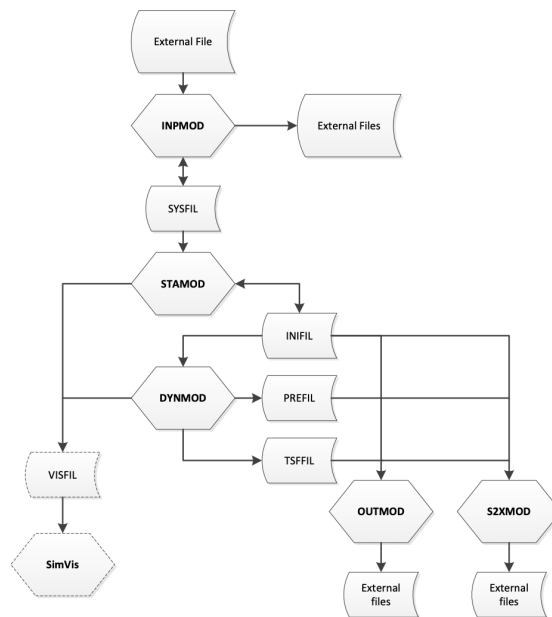 External File
INPMOD
External Files
SYSFIL
STAMOD
INIFIL
DYNMOD
PREFIL
TSFFIL
VISFIL
OUTMOD
S2XMOD
SimVis
External
files
External
files